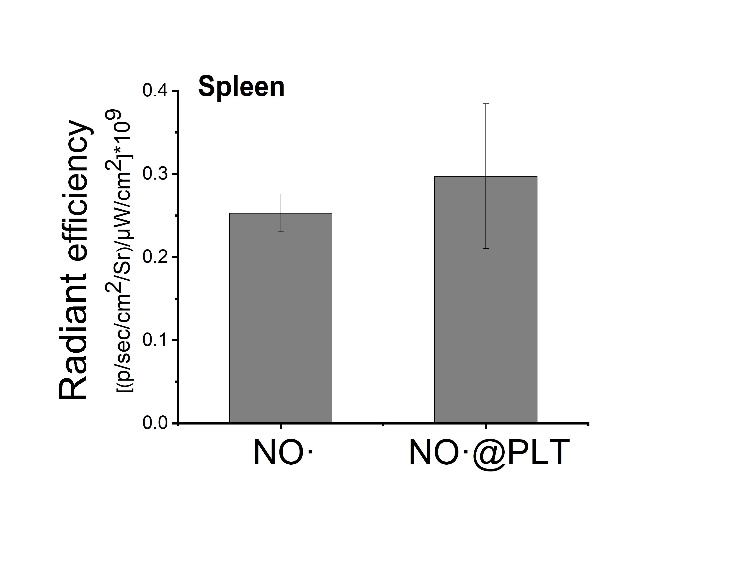 Spleen
Radiant efficiency
[(p/sec/cm²/Sr)/μW/cm²]*10⁹
0.4
0.3
0.2
0.1
0.0
NO· NO·@PLT